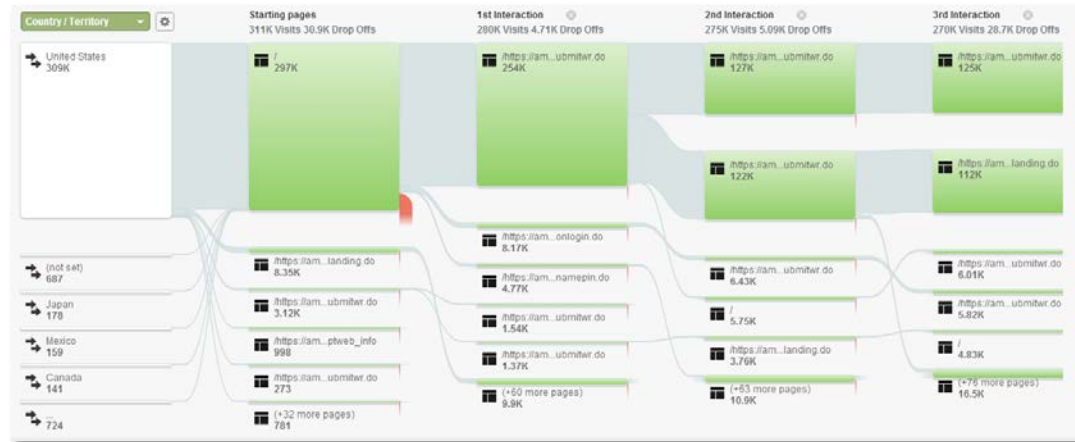 Country / Territory
Starting pages
311K Visits 30.9K Drop Offs
1st Interaction
280K Visits 4.71K Drop Offs
2nd Interaction
275K Visits 5.09K Drop Offs
3rd Interaction
270K Visits 28.7K Drop Offs
United States
309K
(not set)
687
Japan
178
Mexico
159
Canada
141
...
724
/
297K
/https://am...landing.do
8.35K
/https://am...ubmitwr.do
3.12K
/https://am...ptweb_info
998
/https://am...ubmitwr.do
273
(+32 more pages)
781
/https://am...ubmitwr.do
254K
/https://am...onlogin.do
8.17K
/https://am...namepin.do
4.77K
/https://am...ubmitwr.do
1.54K
/https://am...ubmitwr.do
1.37K
(+60 more pages)
9.9K
/https://am...ubmitwr.do
127K
/https://am...ubmitwr.do
122K
/https://am...ubmitwr.do
6.43K
/
5.75K
/https://am...landing.do
3.76K
(+63 more pages)
10.9K
/https://am...ubmitwr.do
125K
/https://am...landing.do
112K
/https://am...ubmitwr.do
6.01K
/https://am...ubmitwr.do
5.82K
/
4.83K
(+76 more pages)
16.5K